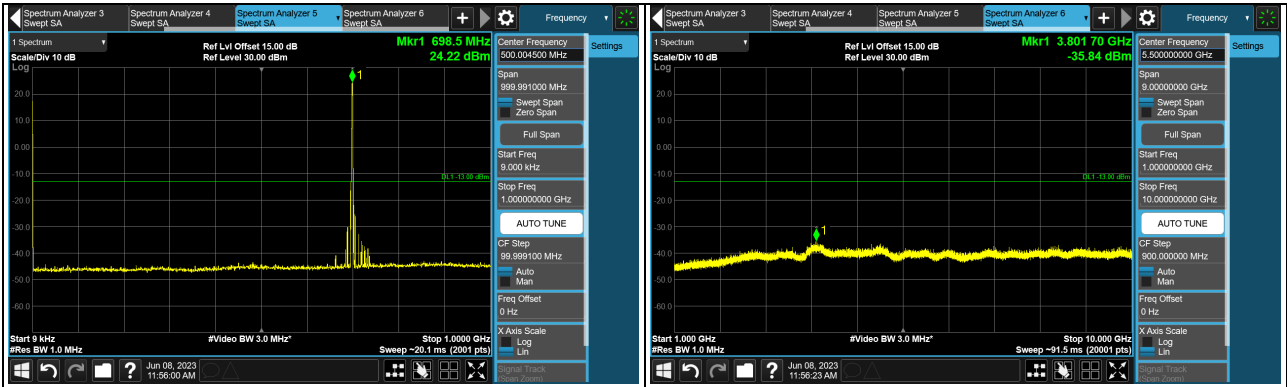 Spectrum Analyzer 3
Swept SA
Spectrum Analyzer 4
Swept SA
Spectrum Analyzer 5
Swept SA
Spectrum Analyzer 6
Swept SA
Frequency
1 Spectrum
Scale/Div 10 dB
Log
Ref Lvl Offset 15.00 dB
Ref Level 30.00 dBm
Mkr1 698.5 MHz
24.22 dBm
1
20.0
10.0
0.00
-10.0
-20.0
-30.0
-40.0
-50.0
-60.0
DL1 -13.00 dBm
Start 9 kHz
#Res BW 1.0 MHz
#Video BW 3.0 MHz*
Stop 1.0000 GHz
Sweep ~20.1 ms (2001 pts)
Center Frequency
500.004500 MHz
Settings
Span
999.991000 MHz
Swept Span
Zero Span
Full Span
Start Freq
9.000 kHz
Stop Freq
1.000000000 GHz
AUTO TUNE
CF Step
99.999100 MHz
Auto
Man
Freq Offset
0 Hz
X Axis Scale
Log
Lin
Signal Track
(Span Zoom)
?
Jun 08, 2023
11:56:00 AM
Spectrum Analyzer 3
Swept SA
Spectrum Analyzer 4
Swept SA
Spectrum Analyzer 5
Swept SA
Spectrum Analyzer 6
Swept SA
Frequency
1 Spectrum
Scale/Div 10 dB
Log
Ref Lvl Offset 15.00 dB
Ref Level 30.00 dBm
Mkr1 3.801 70 GHz
-35.84 dBm
1
20.0
10.0
0.00
-10.0
-20.0
-30.0
-40.0
-50.0
-60.0
DL1 -13.00 dBm
Start 1.000 GHz
#Res BW 1.0 MHz
#Video BW 3.0 MHz*
Stop 10.000 GHz
Sweep ~91.5 ms (20001 pts)
Center Frequency
5.500000000 GHz
Settings
Span
9.00000000 GHz
Swept Span
Zero Span
Full Span
Start Freq
1.000000000 GHz
Stop Freq
10.000000000 GHz
AUTO TUNE
CF Step
900.000000 MHz
Auto
Man
Freq Offset
0 Hz
X Axis Scale
Log
Lin
Signal Track
(Span Zoom)
?
Jun 08, 2023
11:56:23 AM